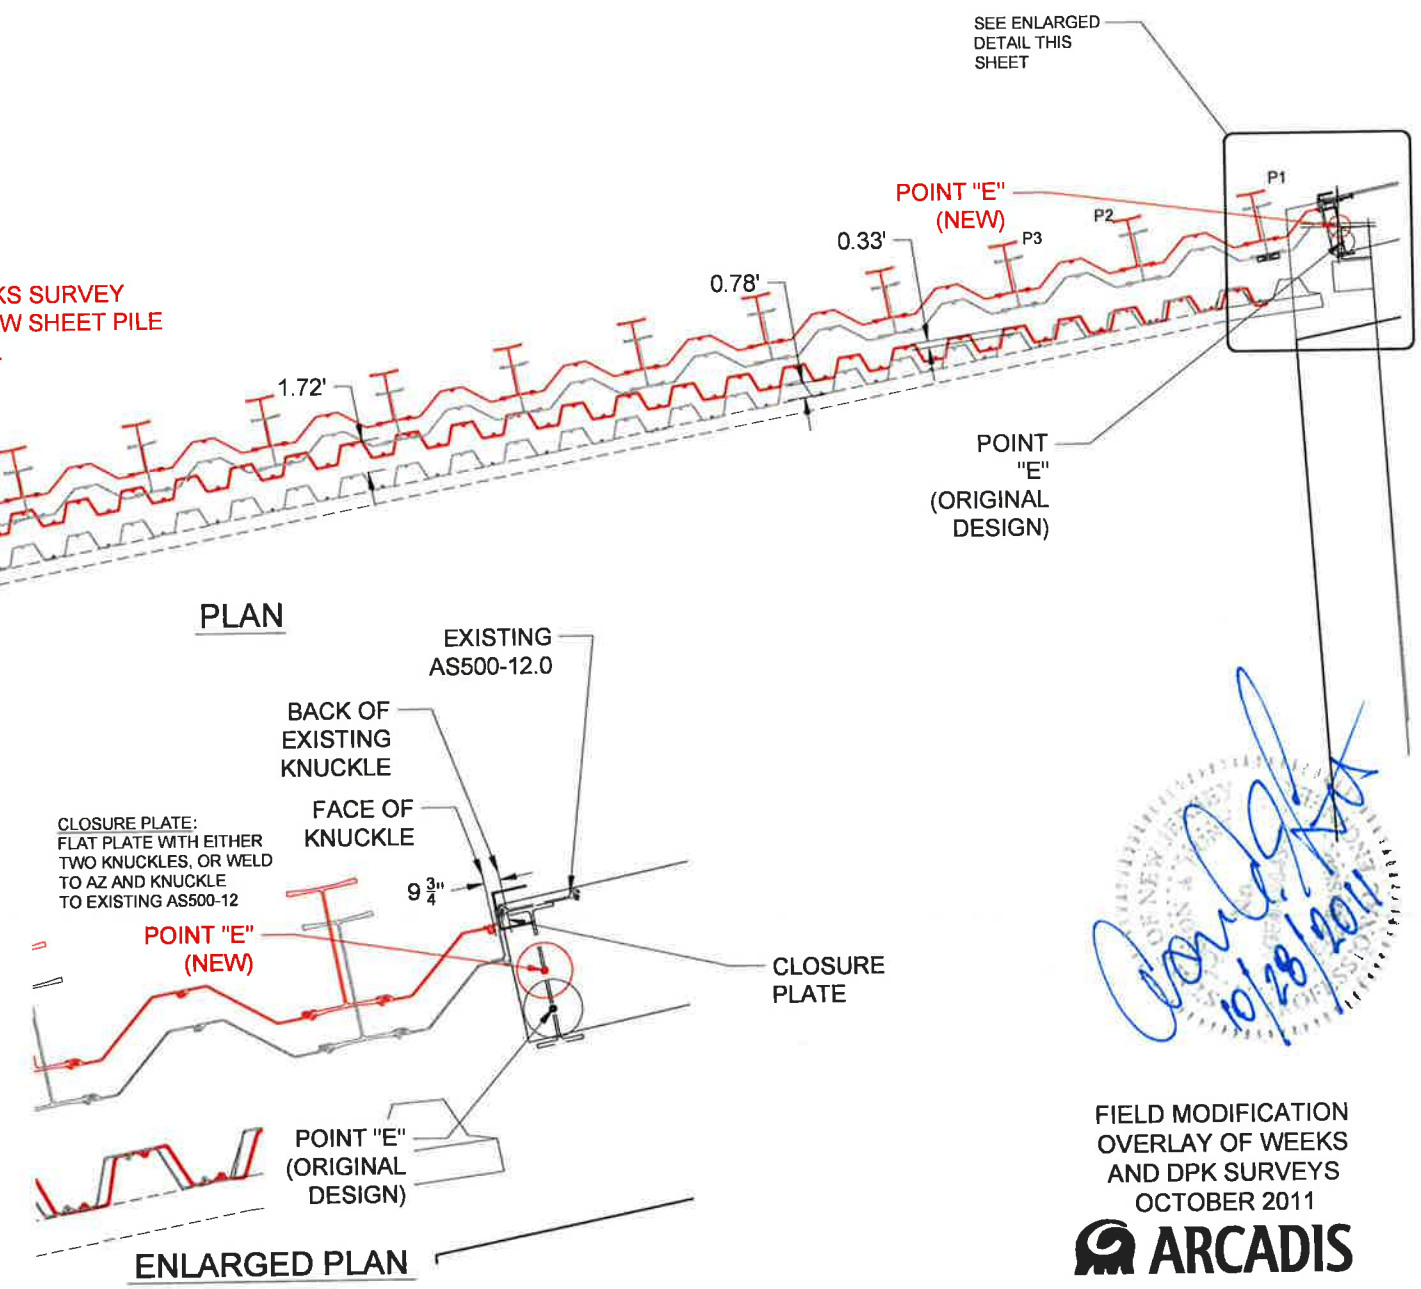 SEE ENLARGED
DETAIL THIS
SHEET
P1
POINT "E"
(NEW)
P2
P3
0.33'
0.78'
KS SURVEY
W SHEET PILE
1.72'
POINT
"E"
(ORIGINAL
DESIGN)
PLAN
EXISTING
AS500-12.0
BACK OF
EXISTING
KNUCKLE
FACE OF
KNUCKLE
CLOSURE PLATE:
FLAT PLATE WITH EITHER
TWO KNUCKLES, OR WELD
TO AZ AND KNUCKLE
TO EXISTING AS500-12
9 3/4"
POINT "E"
(NEW)
CLOSURE
PLATE
POINT "E"
(ORIGINAL
DESIGN)
ENLARGED PLAN
OF NEW JERSEY
10/28/2011
FIELD MODIFICATION
OVERLAY OF WEEKS
AND DPK SURVEYS
OCTOBER 2011
ARCADIS